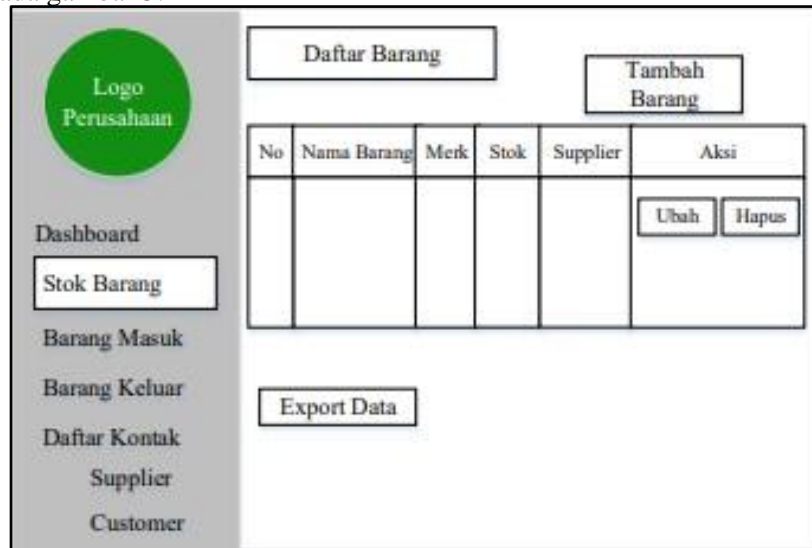 Logo
Perusahaan
Dashboard
Stok Barang
Barang Masuk
Barang Keluar
Daftar Kontak
Supplier
Customer
Daftar Barang
Tambah
Barang
No Nama Barang Merk Stok Supplier Aksi
Ubah Hapus
Export Data